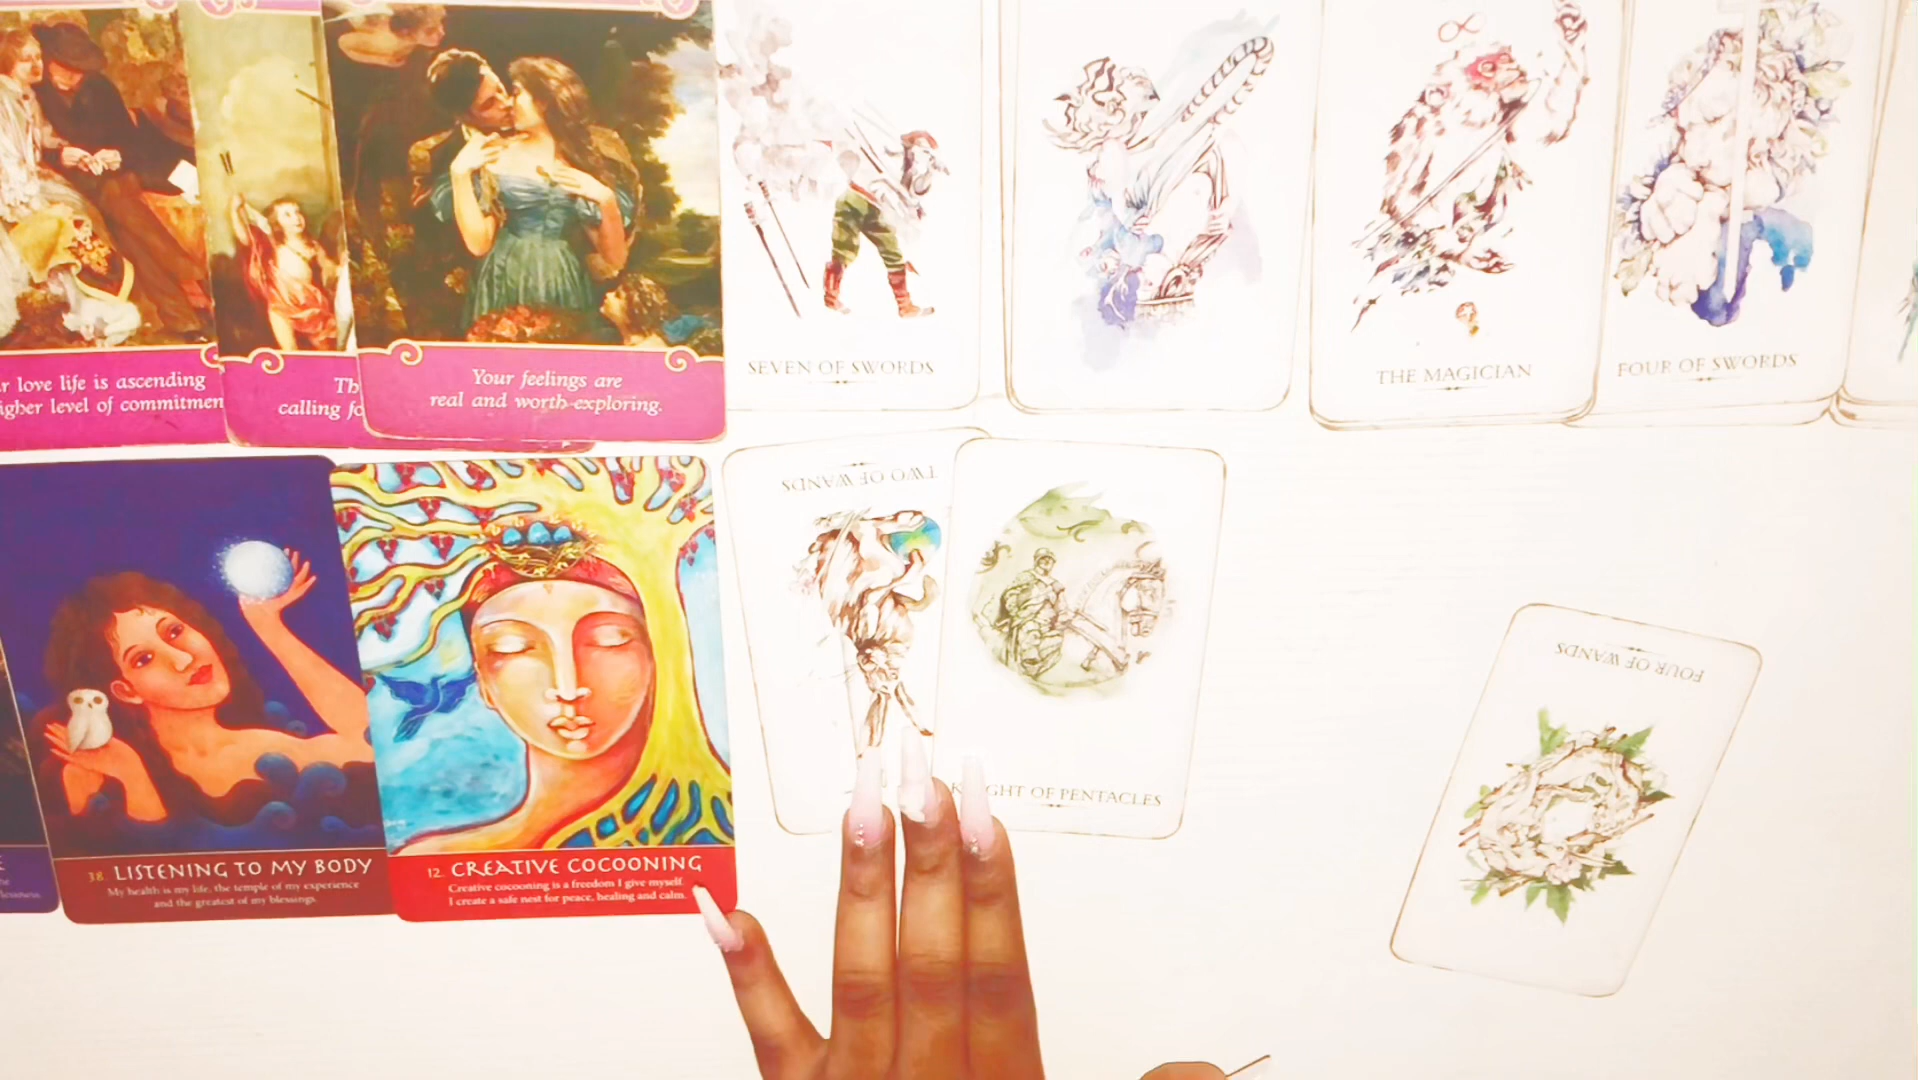 r love life is ascending
igher level of commitmen
Th
calling fo
Your feelings are
real and worth exploring.
SEVEN OF SWORDS
THE MAGICIAN
FOUR OF SWORDS
TWO OF WANDS
KNIGHT OF PENTACLES
FOUR OF WANDS
38. LISTENING TO MY BODY
My health is my life, the temple of my experience
and the greatest of my blessings.
12. CREATIVE COCOONING
Creative cocooning is a freedom I give myself.
I create a safe nest for peace, healing and calm.